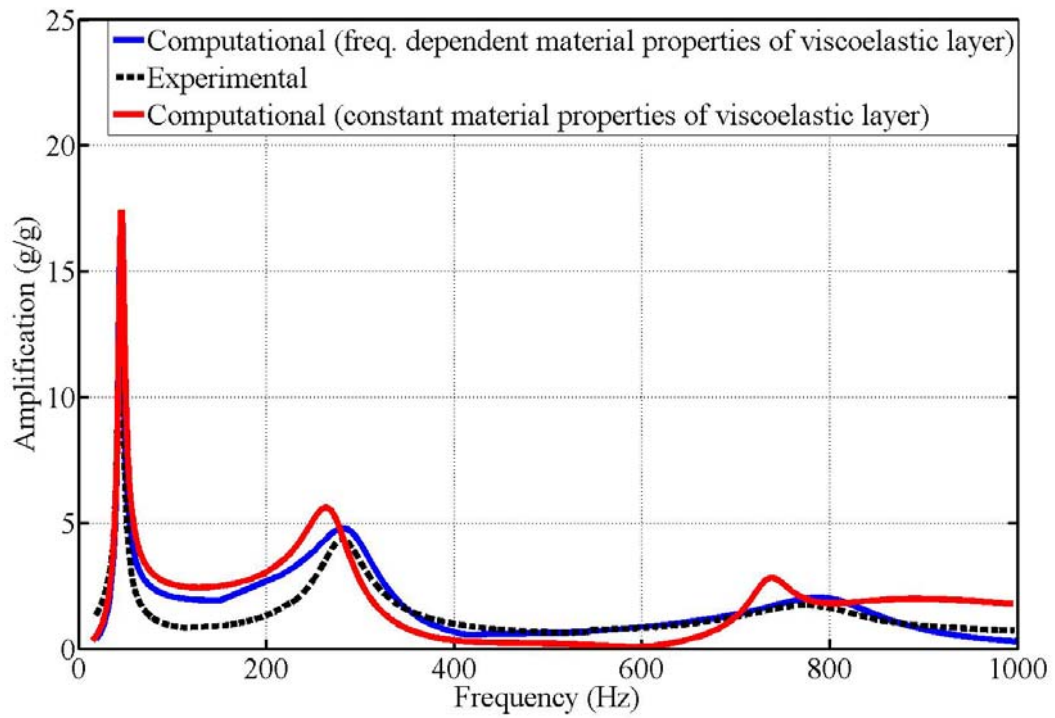 Computational (freq. dependent material properties of viscoelastic layer)
Experimental
Computational (constant material properties of viscoelastic layer)
25
20
15
10
5
0
Amplification (g/g)
0 200 400 600 800 1000
Frequency (Hz)